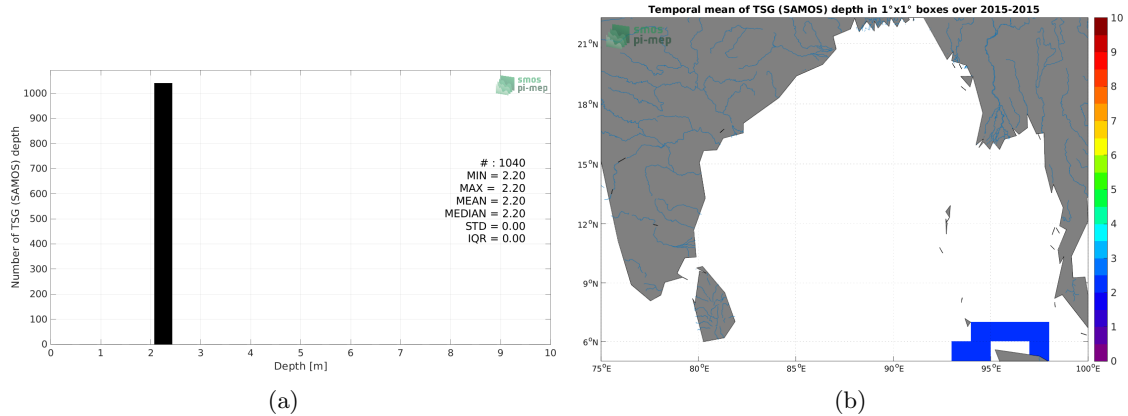 smos
pi-mep
1000
900
800
700
600
500
400
300
200
100
0
Number of TSG (SAMOS) depth
# : 1040
MIN = 2.20
MAX = 2.20
MEAN = 2.20
MEDIAN = 2.20
STD = 0.00
IQR = 0.00
0 1 2 3 4 5 6 7 8 9 10
Depth [m]
(a)
Temporal mean of TSG (SAMOS) depth in 1°x1° boxes over 2015-2015
smos
pi-mep
21°N
18°N
15°N
12°N
9°N
6°N
75°E 80°E 85°E 90°E 95°E 100°E
10
9
8
7
6
5
4
3
2
1
0
(b)